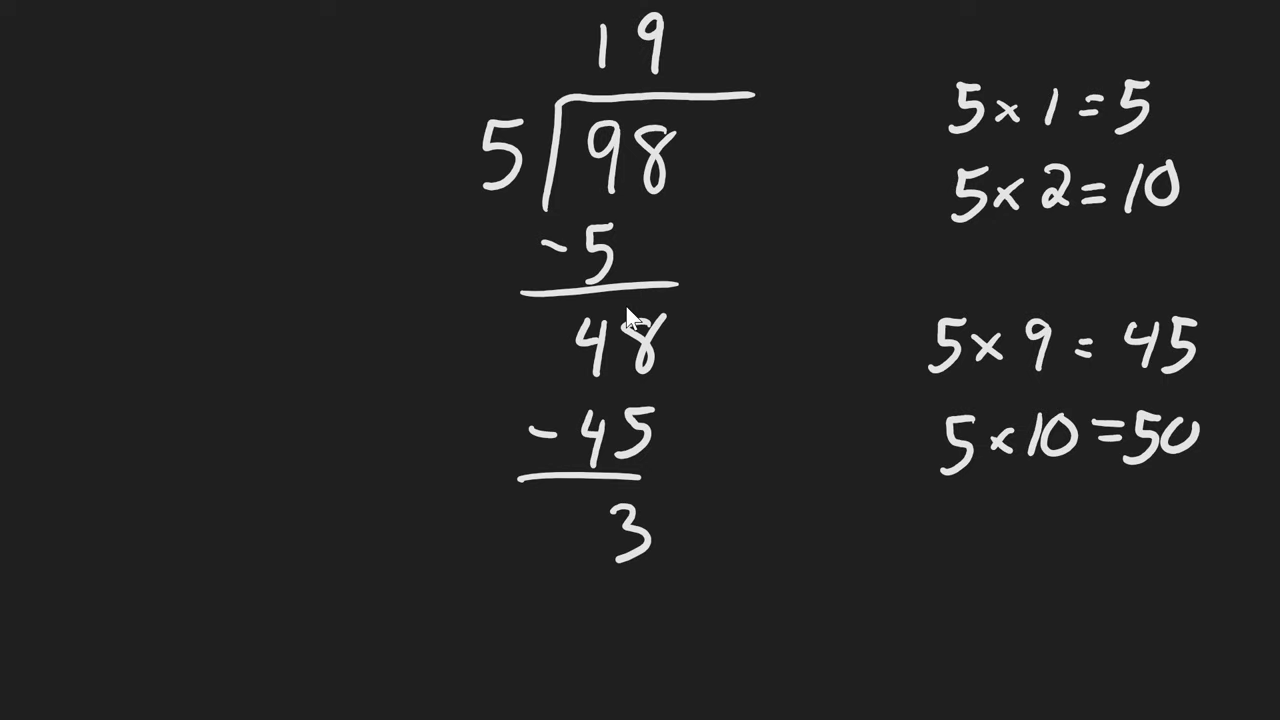 19
5 98
-5
48
-45
3
5 x 1 = 5
5 x 2 = 10
5 x 9 = 45
5 x 10 = 50